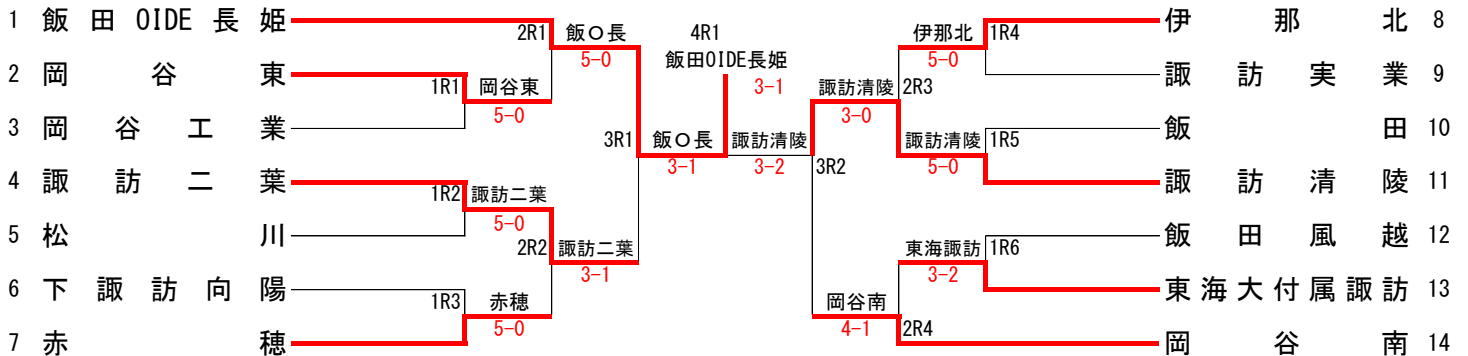 1 飯田OIDE長姫
2 岡谷東
3 岡谷工業
4 諏訪二葉
5 松川
6 下諏訪向陽
7 赤穂
1R1 岡谷東
5-0
1R2 諏訪二葉
5-0
1R3 赤穂
5-0
2R1 飯O長
5-0
2R2 諏訪二葉
3-1
3R1 飯O長
3-1
4R1
飯田OIDE長姫
3-1
諏訪清陵 3R2
3-2
諏訪清陵 2R3
3-0
岡谷南 2R4
4-1
伊那北 1R4
5-0
諏訪清陵 1R5
5-0
東海諏訪 1R6
3-2
伊那北 8
諏訪実業 9
飯田 10
諏訪清陵 11
飯田風越 12
東海大付属諏訪 13
岡谷南 14